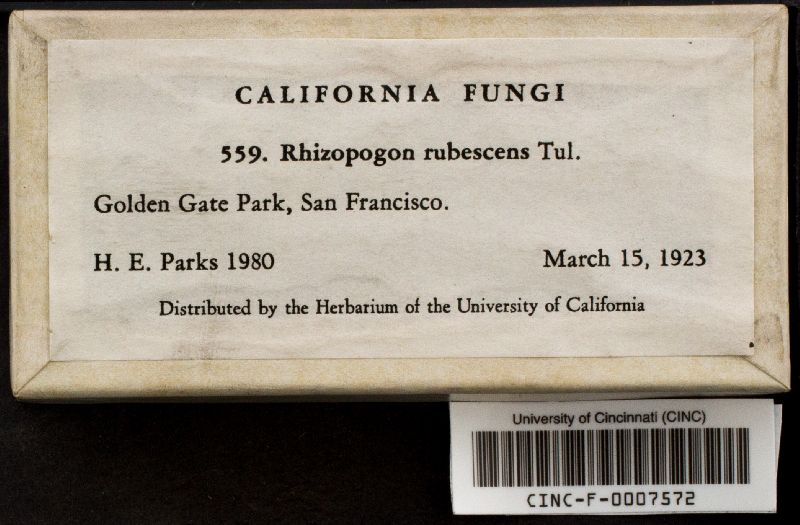 CALIFORNIA FUNGI
559. Rhizopogon rubescens Tul.
Golden Gate Park, San Francisco.
H. E. Parks 1980 March 15, 1923
Distributed by the Herbarium of the University of California
University of Cincinnati (CINC)
CINC-F-0007572